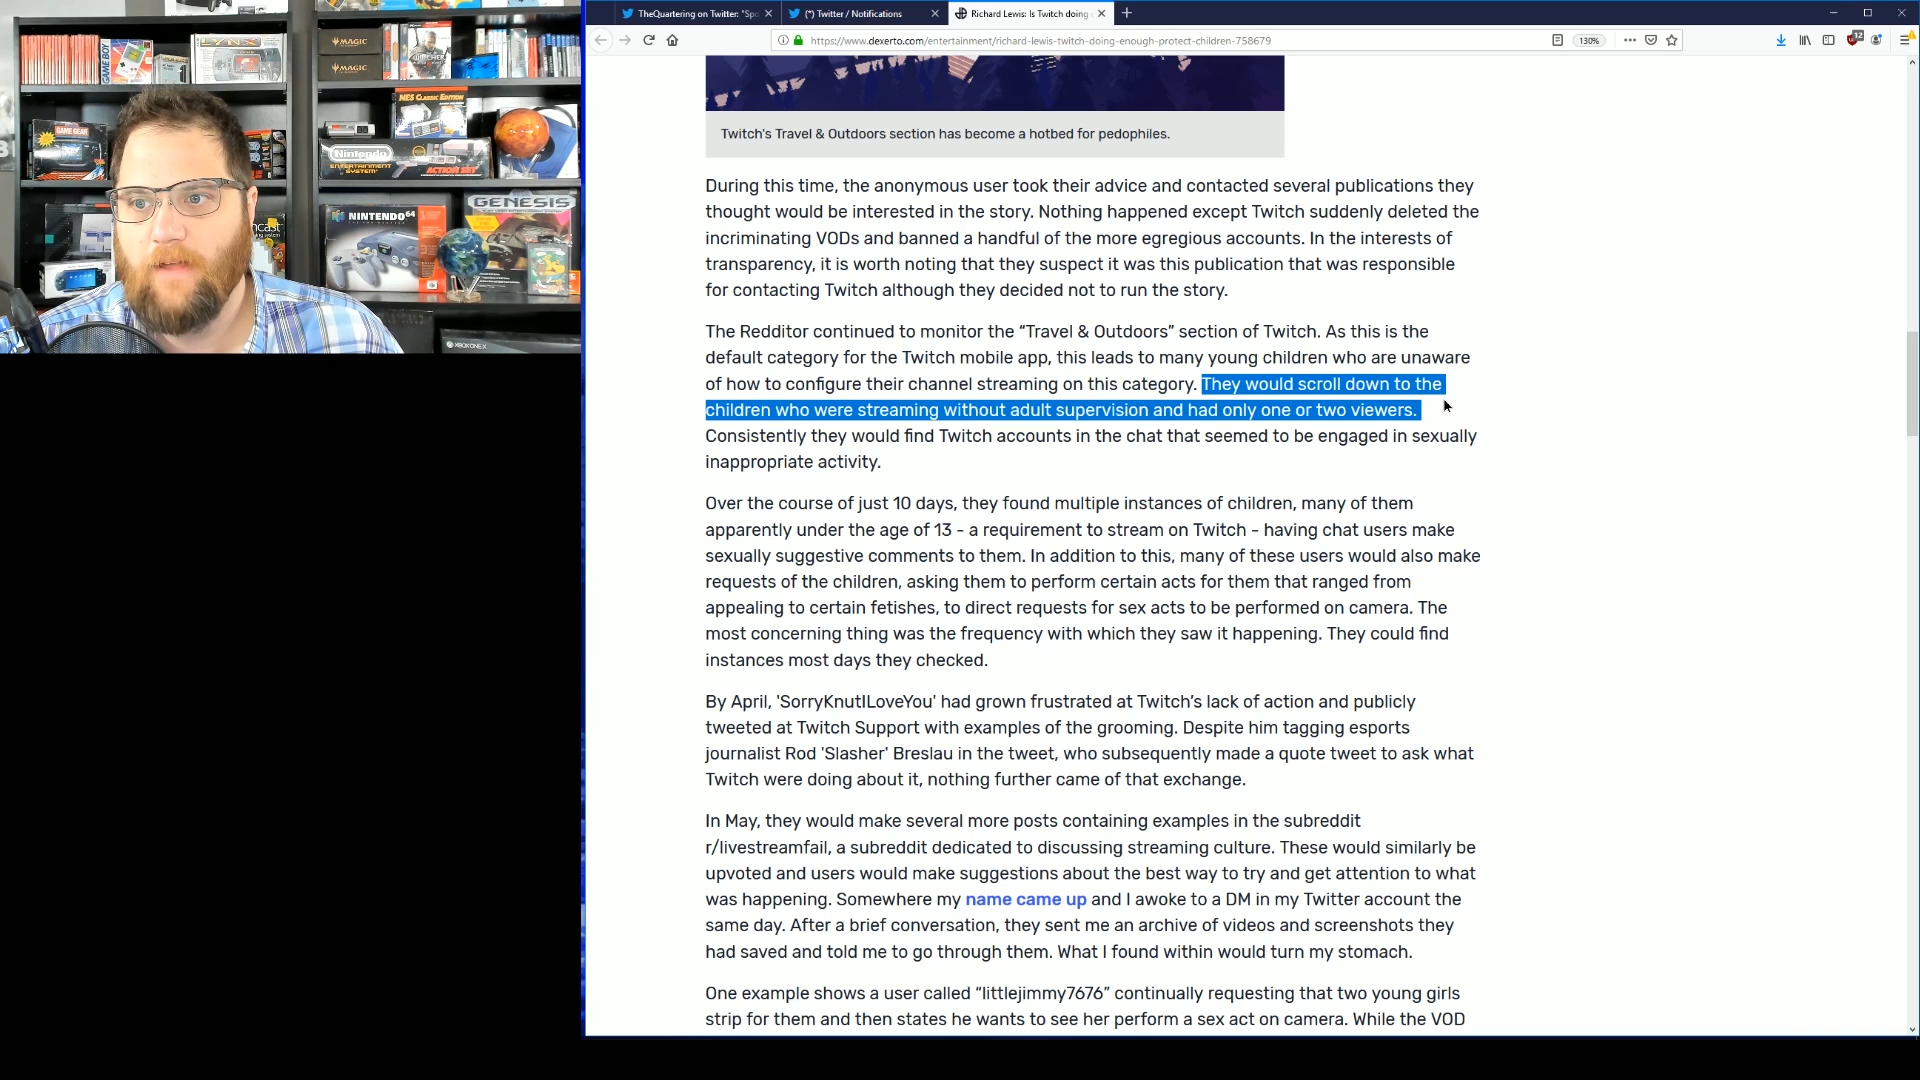 TheQuartering on Twitter: "Spo
(*) Twitter / Notifications
Richard Lewis: Is Twitch doing
https://www.dexerto.com/entertainment/richard-lewis-twitch-doing-enough-protect-children-758679
130%
12
LYNX
GAME BOY
MAGIC
MAGIC
WITCHER
NES CLASSIC EDITION
GAME GEAR
Nintendo
ENTERTAINMENT SYSTEM
ACTION SET
NINTENDO 64
GENESIS
XBOX ONE X
Twitch's Travel & Outdoors section has become a hotbed for pedophiles.
During this time, the anonymous user took their advice and contacted several publications they
thought would be interested in the story. Nothing happened except Twitch suddenly deleted the
incriminating VODs and banned a handful of the more egregious accounts. In the interests of
transparency, it is worth noting that they suspect it was this publication that was responsible
for contacting Twitch although they decided not to run the story.
The Redditor continued to monitor the “Travel & Outdoors” section of Twitch. As this is the
default category for the Twitch mobile app, this leads to many young children who are unaware
of how to configure their channel streaming on this category. They would scroll down to the
children who were streaming without adult supervision and had only one or two viewers.
Consistently they would find Twitch accounts in the chat that seemed to be engaged in sexually
inappropriate activity.
Over the course of just 10 days, they found multiple instances of children, many of them
apparently under the age of 13 - a requirement to stream on Twitch - having chat users make
sexually suggestive comments to them. In addition to this, many of these users would also make
requests of the children, asking them to perform certain acts for them that ranged from
appealing to certain fetishes, to direct requests for sex acts to be performed on camera. The
most concerning thing was the frequency with which they saw it happening. They could find
instances most days they checked.
By April, 'SorryKnutILoveYou' had grown frustrated at Twitch’s lack of action and publicly
tweeted at Twitch Support with examples of the grooming. Despite him tagging esports
journalist Rod 'Slasher' Breslau in the tweet, who subsequently made a quote tweet to ask what
Twitch were doing about it, nothing further came of that exchange.
In May, they would make several more posts containing examples in the subreddit
r/livestreamfail, a subreddit dedicated to discussing streaming culture. These would similarly be
upvoted and users would make suggestions about the best way to try and get attention to what
was happening. Somewhere my name came up and I awoke to a DM in my Twitter account the
same day. After a brief conversation, they sent me an archive of videos and screenshots they
had saved and told me to go through them. What I found within would turn my stomach.
One example shows a user called “littlejimmy7676” continually requesting that two young girls
strip for them and then states he wants to see her perform a sex act on camera. While the VOD